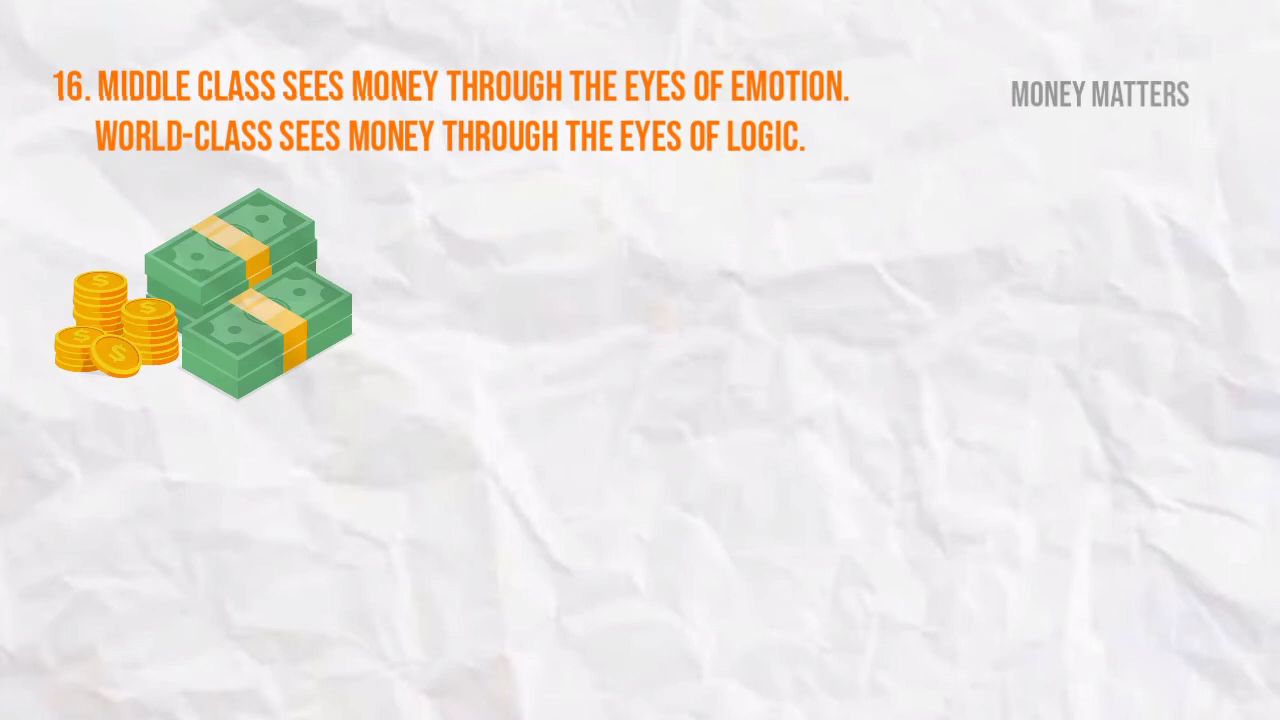 16. MIDDLE CLASS SEES MONEY THROUGH THE EYES OF EMOTION.
WORLD-CLASS SEES MONEY THROUGH THE EYES OF LOGIC.
MONEY MATTERS